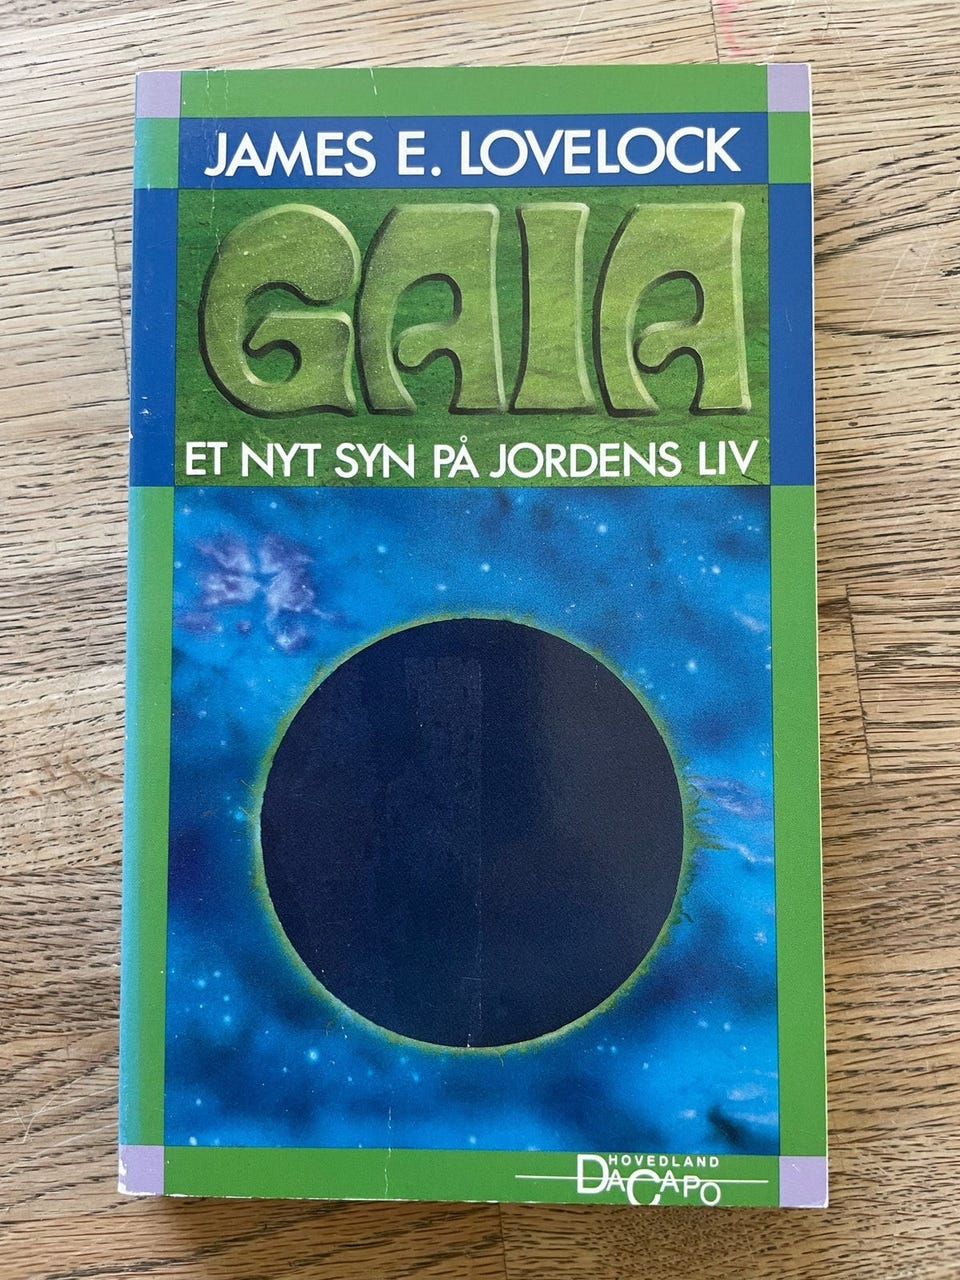 JAMES E. LOVELOCK
GAIA
ET NYT SYN PÅ JORDENS LIV
HOVEDLAND
DACAPO